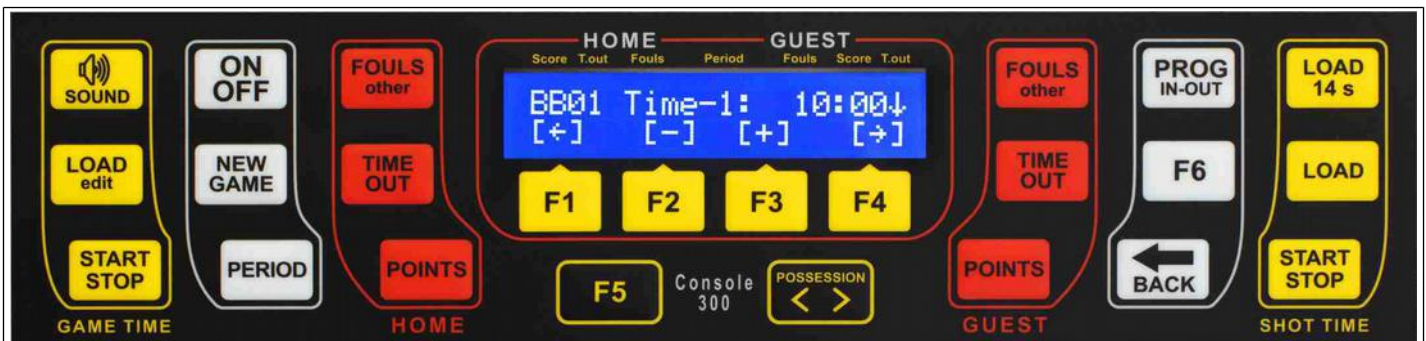 SOUND
LOAD
edit
START
STOP
GAME TIME
ON
OFF
NEW
GAME
PERIOD
FOULS
other
TIME
OUT
POINTS
HOME
HOME GUEST
Score T.out Fouls Period Fouls Score T.out
BB01 Time-1: 10:00↓
[←] [-] [+] [→]
F1 F2 F3 F4
F5
Console
300
POSSESSION
< >
FOULS
other
TIME
OUT
POINTS
GUEST
PROG
IN-OUT
F6
BACK
LOAD
14 s
LOAD
START
STOP
SHOT TIME